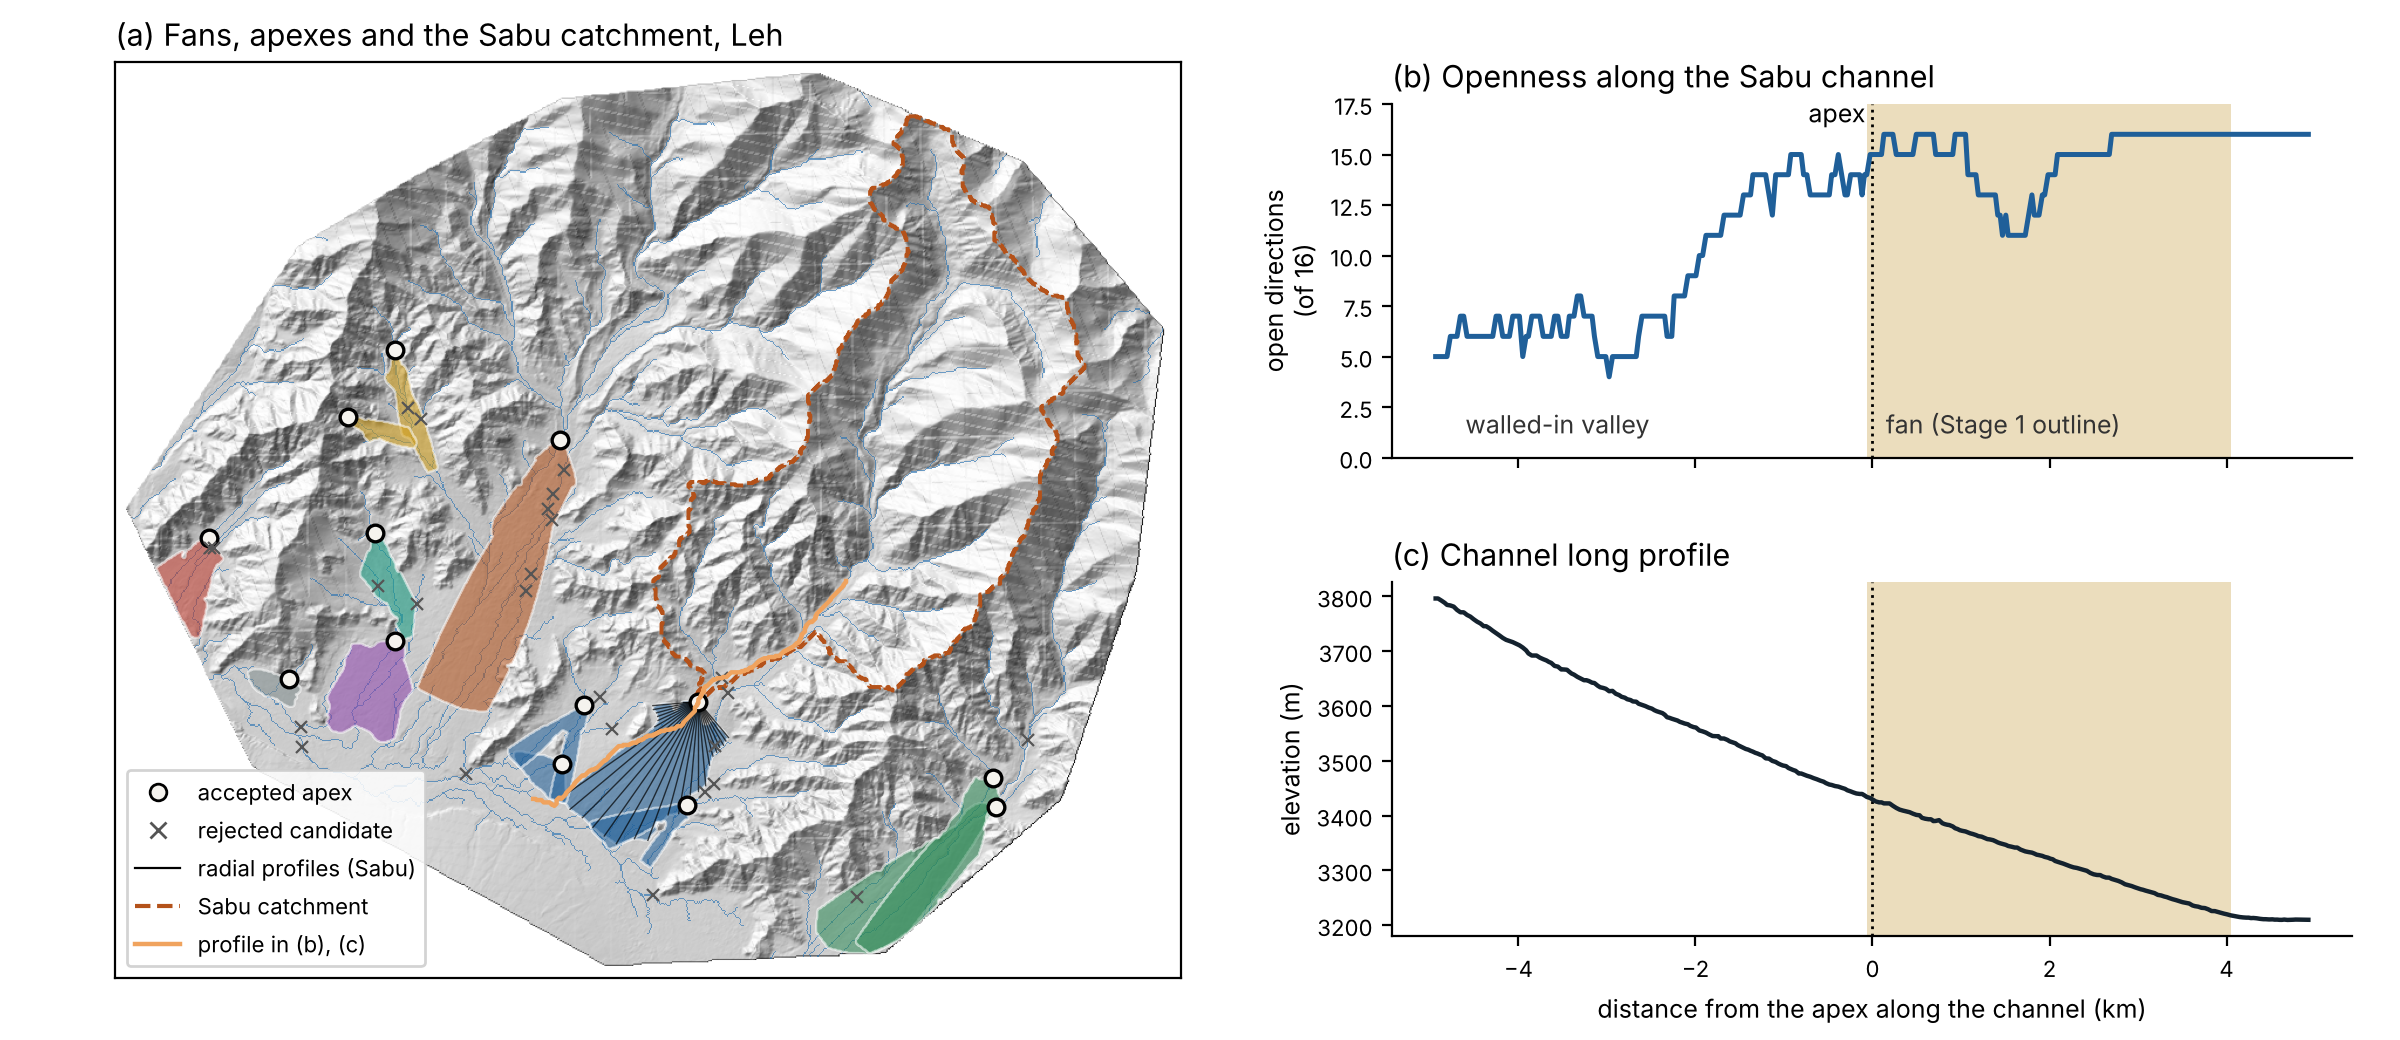 (a) Fans, apexes and the Sabu catchment, Leh
accepted apex
rejected candidate
radial profiles (Sabu)
Sabu catchment
profile in (b), (c)
(b) Openness along the Sabu channel
apex
17.5
15.0
12.5
10.0
7.5
5.0
2.5
0.0
open directions
(of 16)
walled-in valley
fan (Stage 1 outline)
(c) Channel long profile
3800
3700
3600
3500
3400
3300
3200
elevation (m)
−4
−2
0
2
4
distance from the apex along the channel (km)